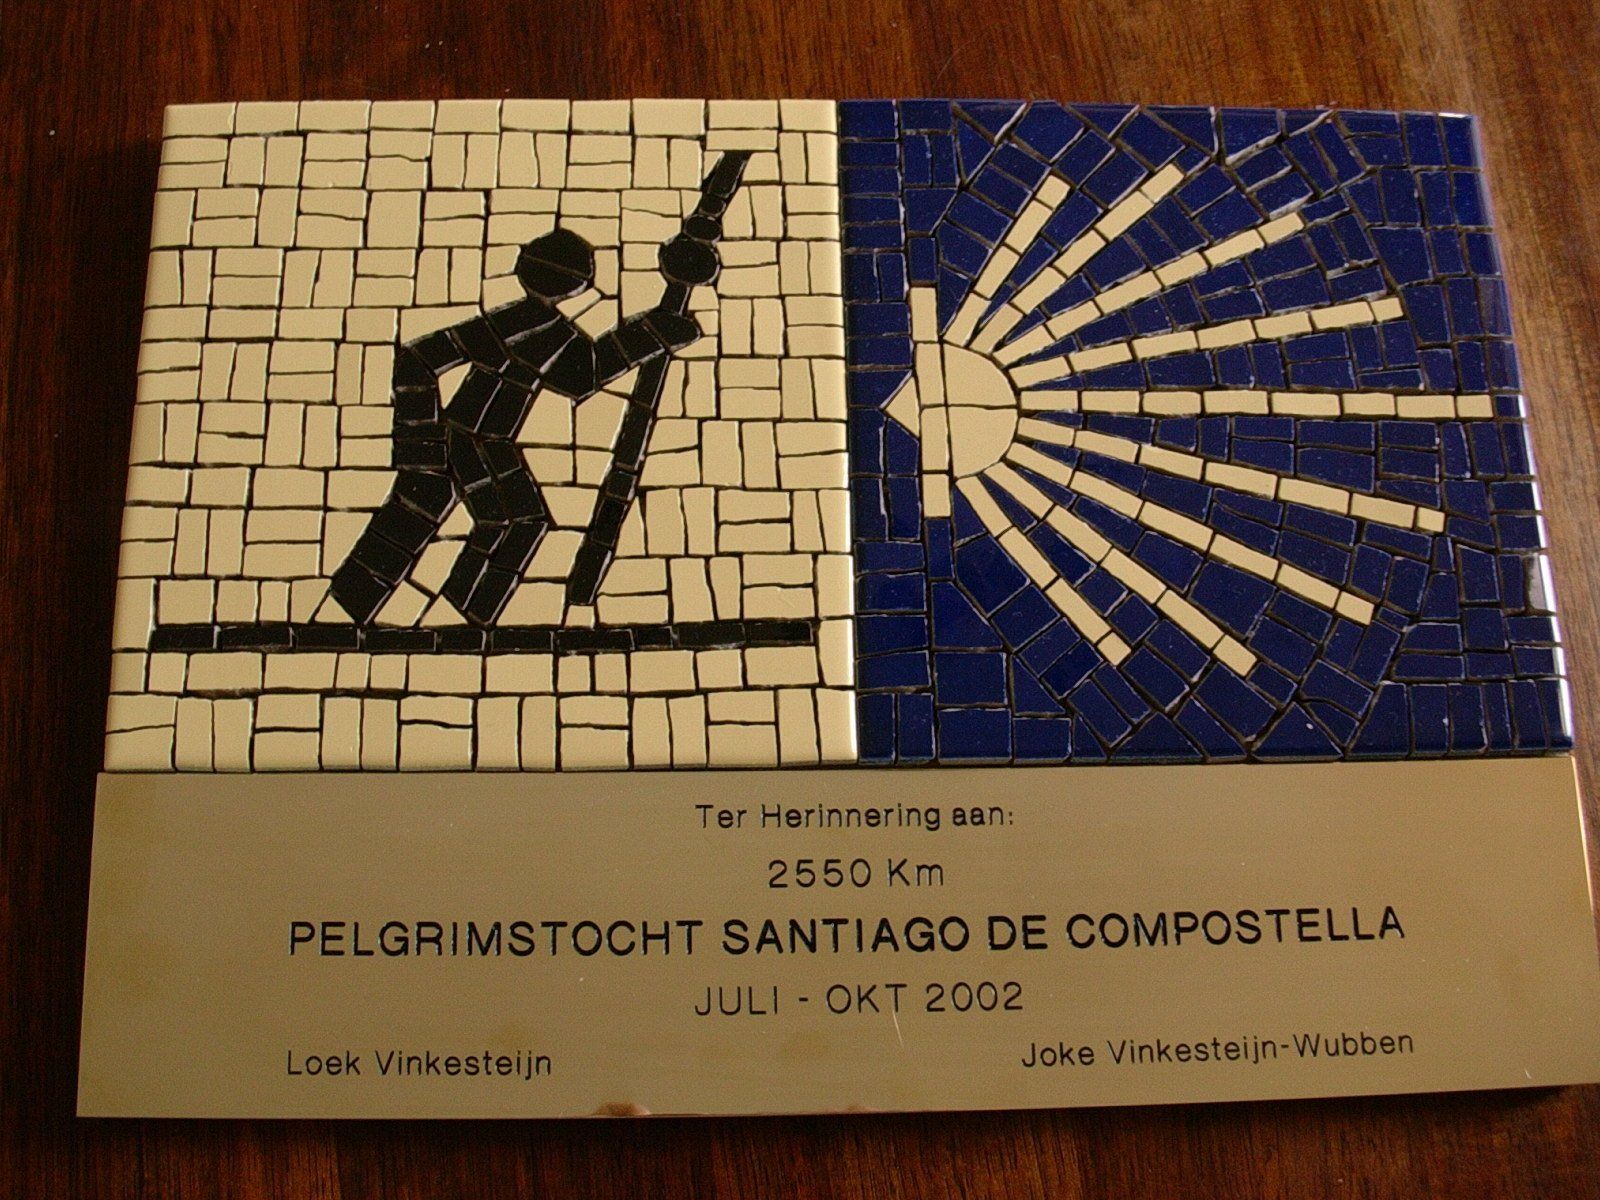 Ter Herinnering aan:
2550 Km
PELGRIMSTOCHT SANTIAGO DE COMPOSTELLA
JULI - OKT 2002
Loek Vinkesteijn Joke Vinkesteijn-Wubben